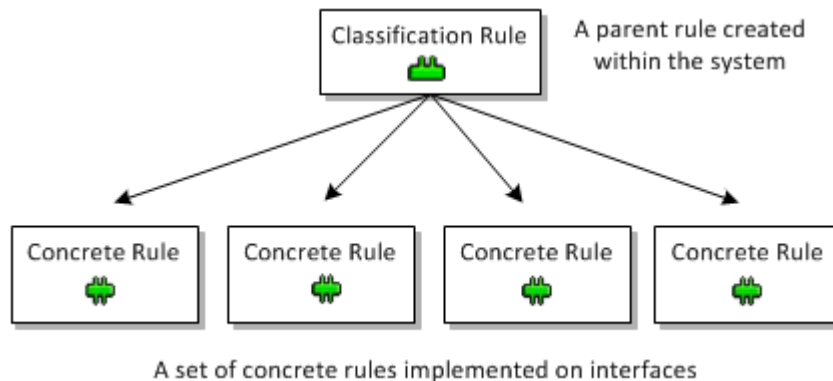 Classification Rule
A parent rule created
within the system
Concrete Rule
Concrete Rule
Concrete Rule
Concrete Rule
A set of concrete rules implemented on interfaces